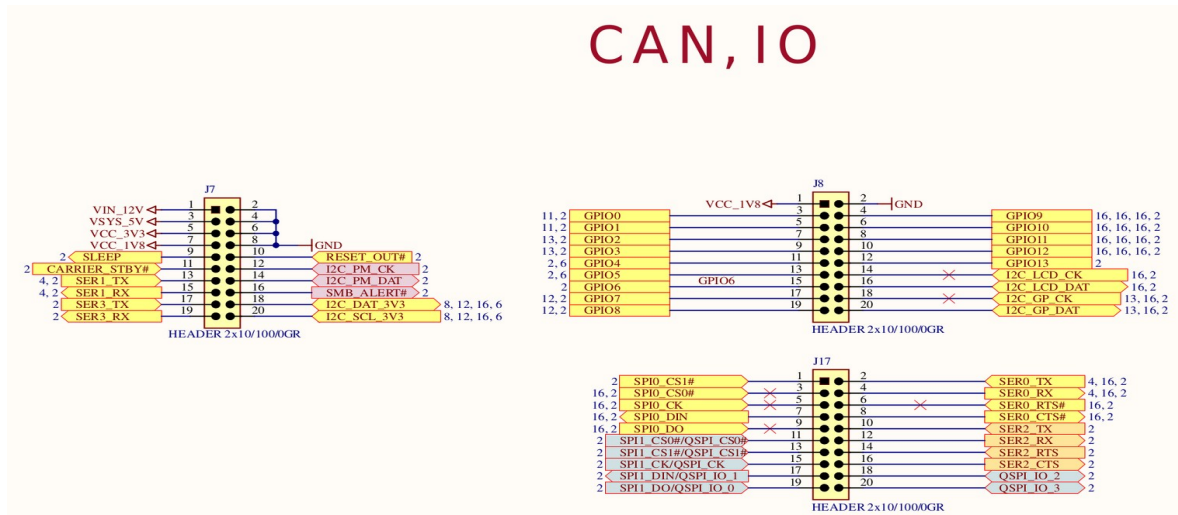 CAN, IO
J7
VIN_12V 1 2
VSYS_5V 3 4
VCC_3V3 5 6
VCC_1V8 7 8 GND
2 SLEEP 9 10 RESET_OUT# 2
2 CARRIER_STBY# 11 12 I2C_PM_CK 2
4, 2 SER1_TX 13 14 I2C_PM_DAT 2
4, 2 SER1_RX 15 16 SMB_ALERT# 2
2 SER3_TX 17 18 I2C_DAT_3V3 8, 12, 16, 6
2 SER3_RX 19 20 I2C_SCL_3V3 8, 12, 16, 6
HEADER 2x10/100/0GR
J8
VCC_1V8 1 2 GND
11, 2 GPIO0 3 4 GPIO9 16, 16, 16, 2
11, 2 GPIO1 5 6 GPIO10 16, 16, 16, 2
13, 2 GPIO2 7 8 GPIO11 16, 16, 16, 2
13, 2 GPIO3 9 10 GPIO12 16, 16, 16, 2
2, 6 GPIO4 11 12 GPIO13 2
2, 6 GPIO5 13 14 I2C_LCD_CK 16, 2
2 GPIO6 GPIO6 15 16 I2C_LCD_DAT 16, 2
12, 2 GPIO7 17 18 I2C_GP_CK 13, 16, 2
12, 2 GPIO8 19 20 I2C_GP_DAT 13, 16, 2
HEADER 2x10/100/0GR
J17
2 SPI0_CS1# 1 2 SER0_TX 4, 16, 2
16, 2 SPI0_CS0# 3 4 SER0_RX 4, 16, 2
16, 2 SPI0_CK 5 6 SER0_RTS# 16, 2
16, 2 SPI0_DIN 7 8 SER0_CTS# 16, 2
16, 2 SPI0_DO 9 10 SER2_TX 2
2 SPI1_CS0#/QSPI_CS0# 11 12 SER2_RX 2
2 SPI1_CS1#/QSPI_CS1# 13 14 SER2_RTS 2
2 SPI1_CK/QSPI_CK 15 16 SER2_CTS 2
2 SPI1_DIN/QSPI_IO_1 17 18 QSPI_IO_2 2
2 SPI1_DO/QSPI_IO_0 19 20 QSPI_IO_3 2
HEADER 2x10/100/0GR